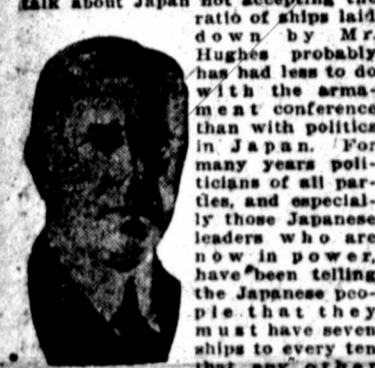 talk about Japan not accepting the
ratio of ships laid
down by Mr.
Hughes probably
has had less to do
with the arma-
ment conference
than with politics
in Japan. For
many years poli-
ticians of all par-
ties, and especial-
ly those Japanese
leaders who are
now in power,
have been telling
the Japanese peo-
ple that they
must have seven
ships to every ten
that any other